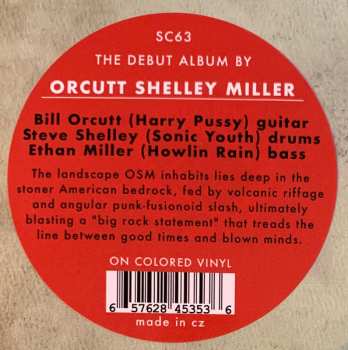 SC63
THE DEBUT ALBUM BY
ORCUTT SHELLEY MILLER
Bill Orcutt (Harry Pussy) guitar
Steve Shelley (Sonic Youth) drums
Ethan Miller (Howlin Rain) bass
The landscape OSM inhabits lies deep in the
stoner American bedrock, fed by volcanic riffage
and angular punk-fusionoid slash, ultimately
blasting a "big rock statement" that treads the
line between good times and blown minds.
ON COLORED VINYL
6 57628 45353 6
made in cz